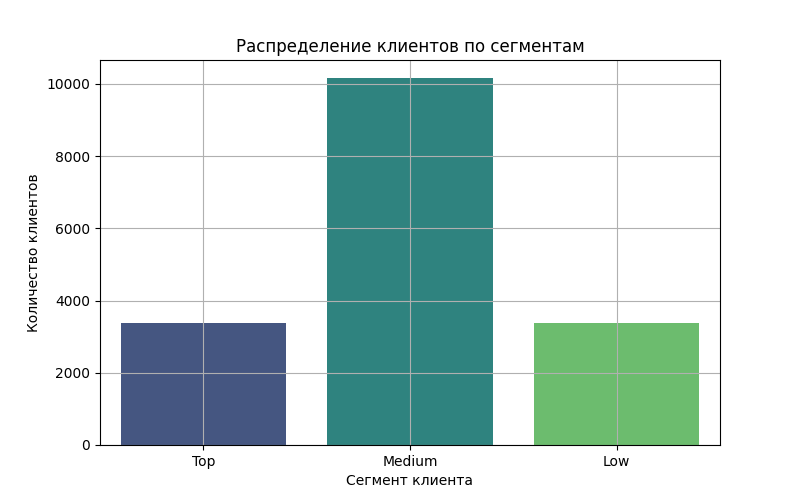 Распределение клиентов по сегментам
Количество клиентов
10000
8000
6000
4000
2000
0
Top Medium Low
Сегмент клиента